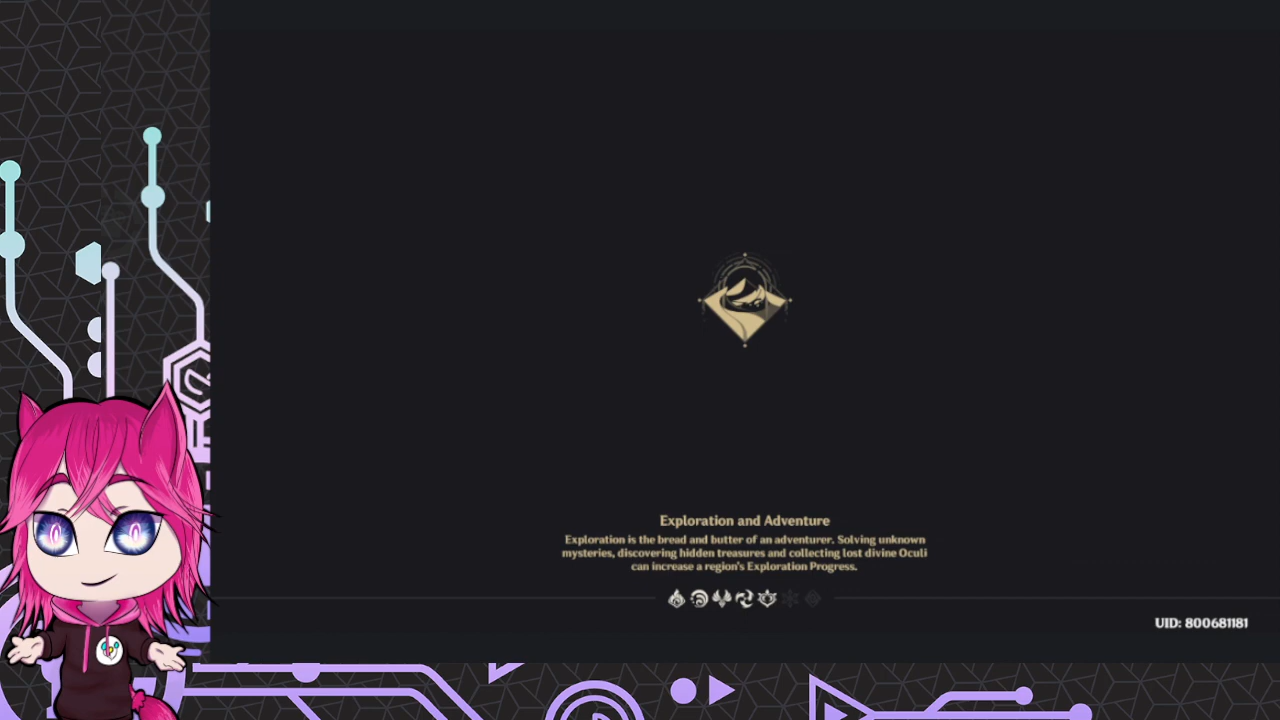 Exploration and Adventure
Exploration is the bread and butter of an adventurer. Solving unknown
mysteries, discovering hidden treasures and collecting lost divine Oculi
can increase a region's Exploration Progress.
UID: 800681181